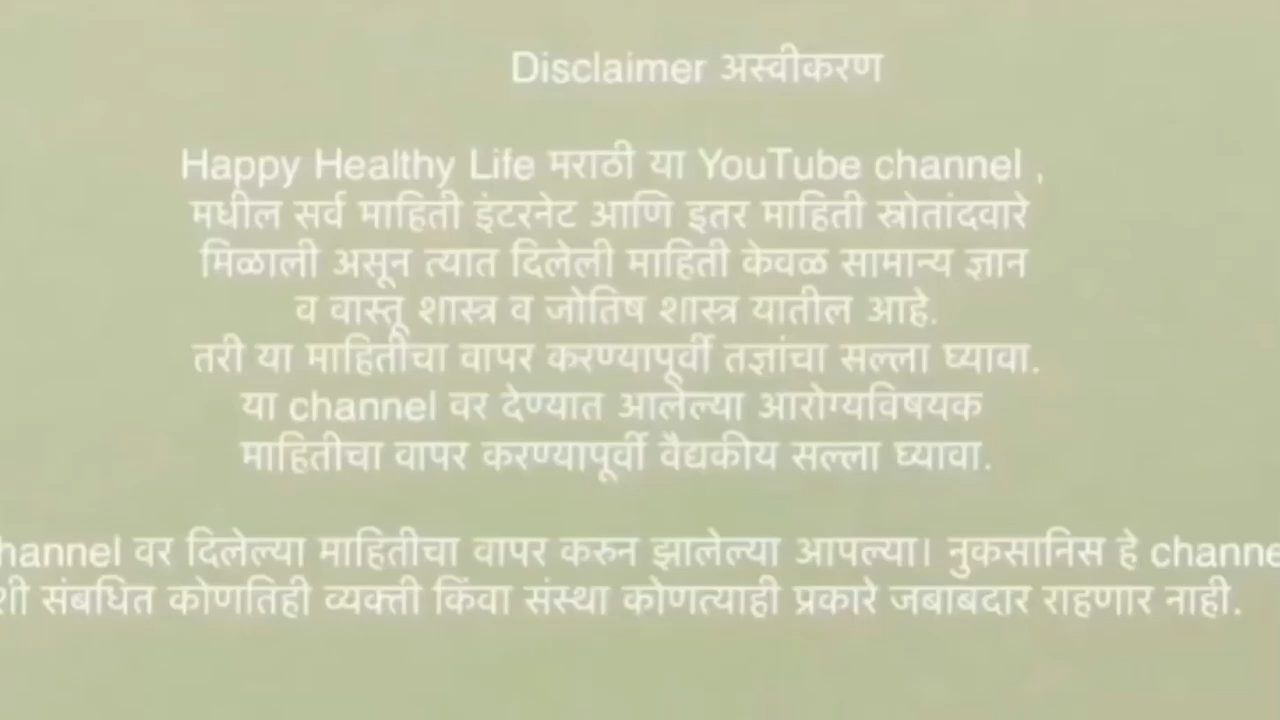 Disclaimer अस्वीकरण
Happy Healthy Life मराठी या YouTube channel ,
मधील सर्व माहिती इंटरनेट आणि इतर माहिती स्रोतांदवारे
मिळाली असून त्यात दिलेली माहिती केवळ सामान्य ज्ञान
व वास्तू शास्त्र व जोतिष शास्त्र यातील आहे.
तरी या माहितीचा वापर करण्यापूर्वी तज्ञांचा सल्ला घ्यावा.
या channel वर देण्यात आलेल्या आरोग्यविषयक
माहितीचा वापर करण्यापूर्वी वैद्यकीय सल्ला घ्यावा.
hannel वर दिलेल्या माहितीचा वापर करुन झालेल्या आपल्या। नुकसानिस हे channe
शी संबधित कोणतिही व्यक्ती किंवा संस्था कोणत्याही प्रकारे जबाबदार राहणार नाही.